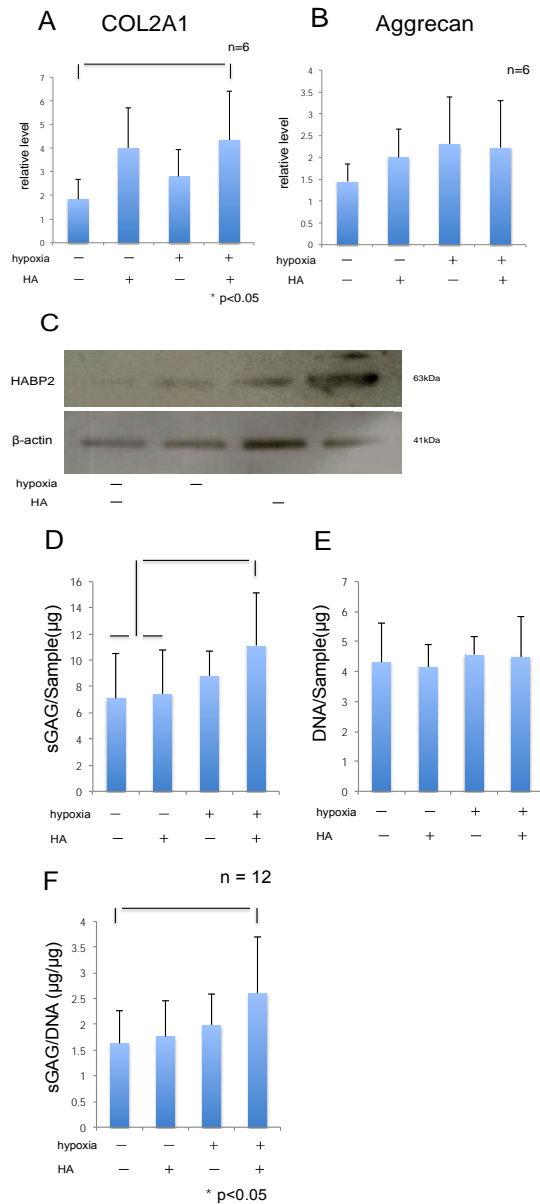 A COL2A1
n=6
relative level
7
6
5
4
3
2
1
0
hypoxia — — + +
HA — + — +
* p<0.05
B Aggrecan
n=6
relative level
4
3.5
3
2.5
2
1.5
1
0.5
0
— — + +
— + — +
C
HABP2 63kDa
β-actin 41kDa
hypoxia — —
HA — —
D
sGAG/Sample(μg)
16
14
12
10
8
6
4
2
0
hypoxia — — + +
HA — + — +
E
DNA/Sample(μg)
7
6
5
4
3
2
1
0
hypoxia — — + +
HA — + — +
F
n = 12
sGAG/DNA (μg/μg)
4
3.5
3
2.5
2
1.5
1
0.5
0
hypoxia — — + +
HA — + — +
* p<0.05